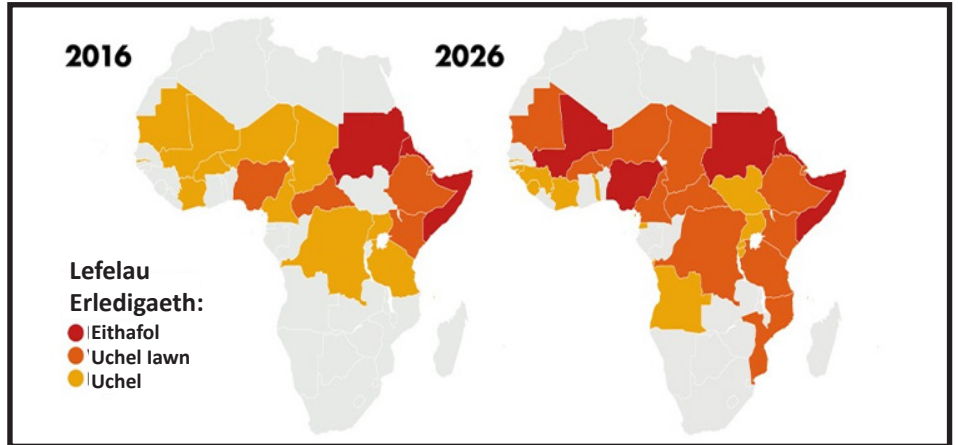 2016
2026
Lefelau
Erledigaeth:
Eithafol
Uchel Iawn
Uchel